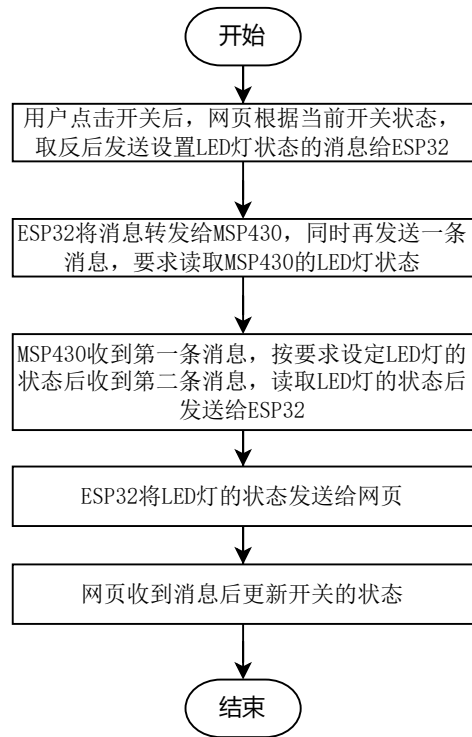 开始
用户点击开关后，网页根据当前开关状态，
取反后发送设置LED灯状态的消息给ESP32
ESP32将消息转发给MSP430，同时再发送一条
消息，要求读取MSP430的LED灯状态
MSP430收到第一条消息，按要求设定LED灯的
状态后收到第二条消息，读取LED灯的状态后
发送给ESP32
ESP32将LED灯的状态发送给网页
网页收到消息后更新开关的状态
结束